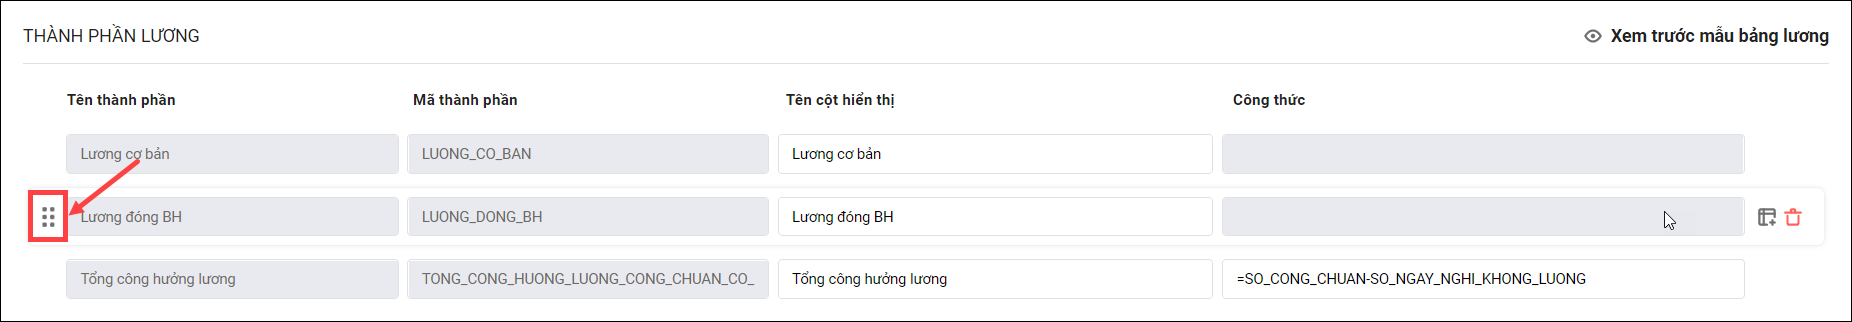 THÀNH PHẦN LƯƠNG
Xem trước mẫu bảng lương
Tên thành phần
Mã thành phần
Tên cột hiển thị
Công thức
Lương cơ bản
LUONG_CO_BAN
Lương cơ bản
Lương đóng BH
LUONG_DONG_BH
Lương đóng BH
Tổng công hưởng lương
TONG_CONG_HUONG_LUONG_CONG_CHUAN_CO_
Tổng công hưởng lương
=SO_CONG_CHUAN-SO_NGAY_NGHI_KHONG_LUONG